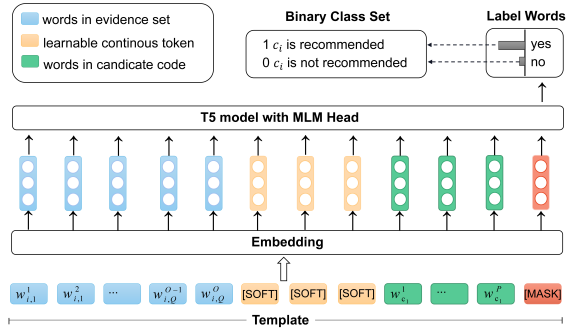 words in evidence set
learnable continous token
words in candicate code
Binary Class Set
1 c_i is recommended
0 c_i is not recommended
Label Words
yes
no
T5 model with MLM Head
Embedding
w_{i,1}^{1} w_{i,1}^{2} ... w_{i,Q}^{O-1} w_{i,Q}^{O} [SOFT] [SOFT] [SOFT] w_{c_i}^{1} ... w_{c_i}^{P} [MASK]
Template